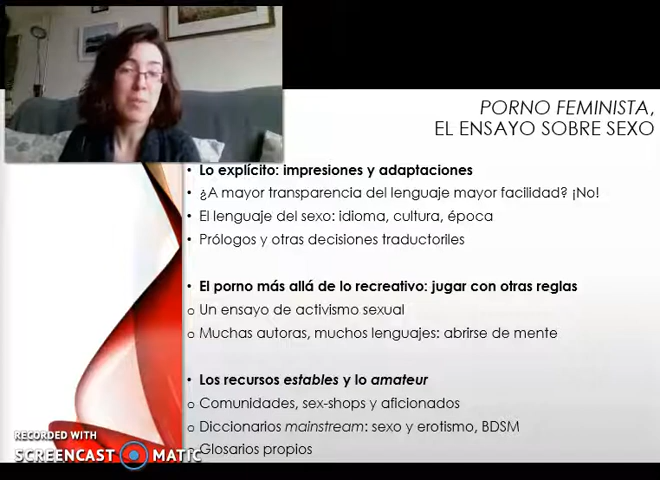 PORNO FEMINISTA,
EL ENSAYO SOBRE SEXO
• Lo explícito: impresiones y adaptaciones
• ¿A mayor transparencia del lenguaje mayor facilidad? ¡No!
• El lenguaje del sexo: idioma, cultura, época
• Prólogos y otras decisiones traductoriles
• El porno más allá de lo recreativo: jugar con otras reglas
o Un ensayo de activismo sexual
o Muchas autoras, muchos lenguajes: abrirse de mente
• Los recursos estables y lo amateur
o Comunidades, sex-shops y aficionados
o Diccionarios mainstream: sexo y erotismo, BDSM
o Glosarios propios
RECORDED WITH
SCREENCAST MATIC